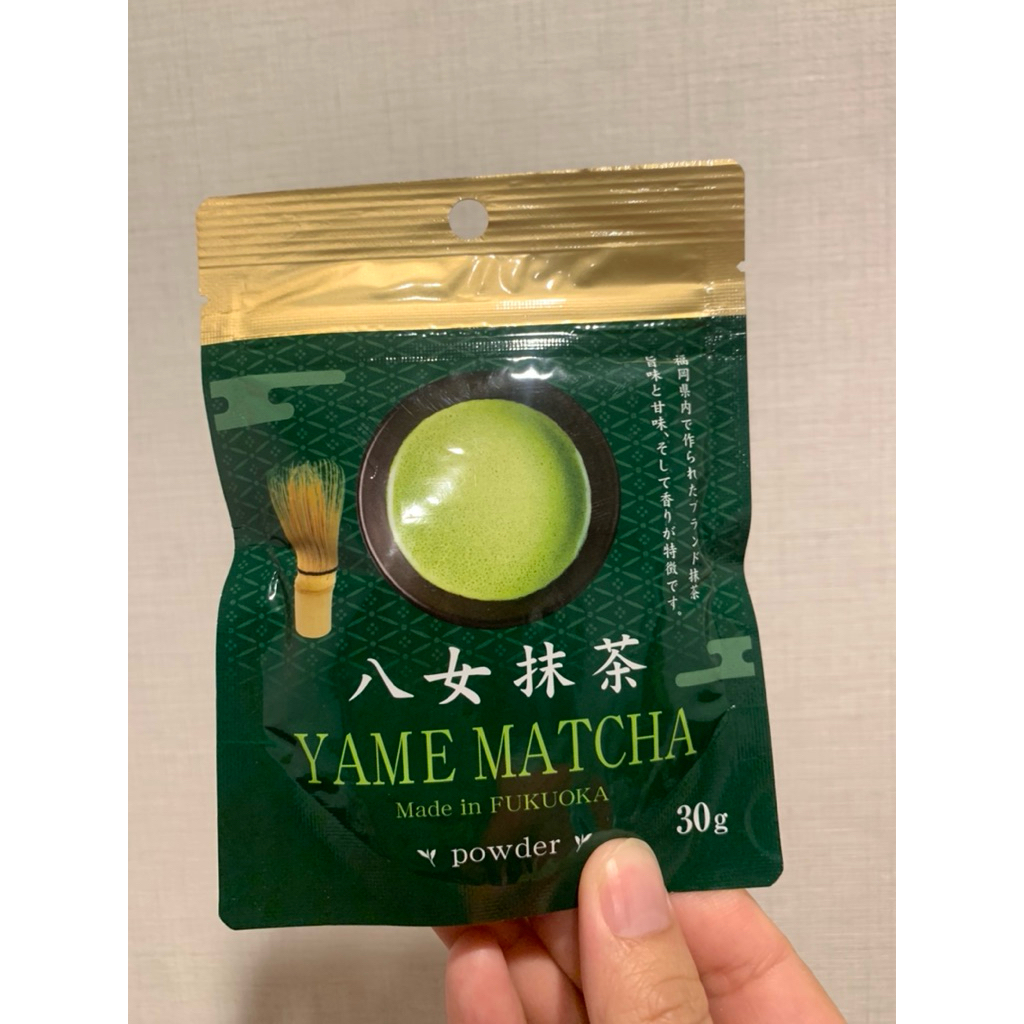 福岡県内で作られたブランド抹茶
旨味と甘味、そして香りが特徴です。
八女抹茶
YAME MATCHA
Made in FUKUOKA
powder
30g